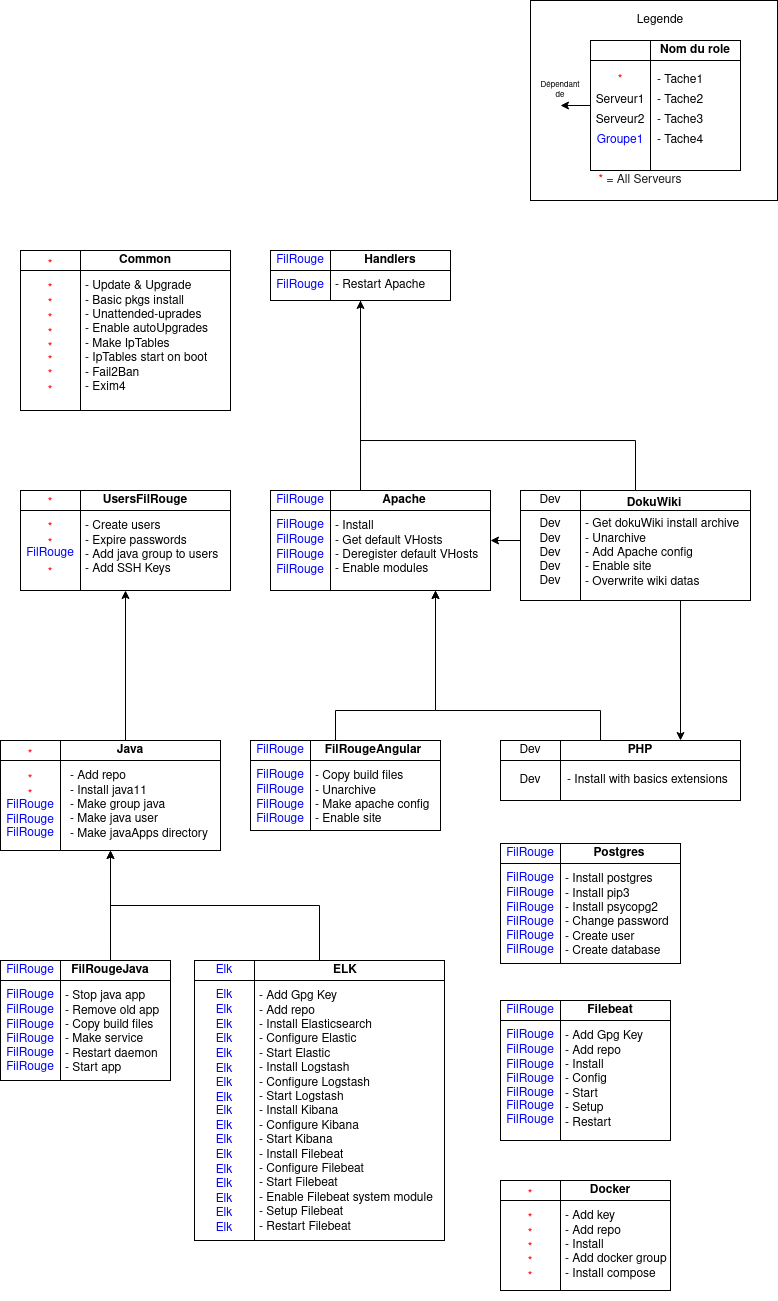 Legende
Nom du role
* - Tache1
Dépendant
de
Serveur1 - Tache2
Serveur2 - Tache3
Groupe1 - Tache4
* = All Serveurs
* Common
* - Update & Upgrade
* - Basic pkgs install
* - Unattended-uprades
* - Enable autoUpgrades
* - Make IpTables
* - IpTables start on boot
* - Fail2Ban
* - Exim4
FilRouge Handlers
FilRouge - Restart Apache
* UsersFilRouge
* - Create users
* - Expire passwords
FilRouge - Add java group to users
* - Add SSH Keys
FilRouge Apache
FilRouge - Install
FilRouge - Get default VHosts
FilRouge - Deregister default VHosts
FilRouge - Enable modules
Dev DokuWiki
Dev - Get dokuWiki install archive
Dev - Unarchive
Dev - Add Apache config
Dev - Enable site
Dev - Overwrite wiki datas
* Java
* - Add repo
* - Install java11
FilRouge - Make group java
FilRouge - Make java user
FilRouge - Make javaApps directory
FilRouge FilRougeAngular
FilRouge - Copy build files
FilRouge - Unarchive
FilRouge - Make apache config
FilRouge - Enable site
Dev PHP
Dev - Install with basics extensions
FilRouge Postgres
FilRouge - Install postgres
FilRouge - Install pip3
FilRouge - Install psycopg2
FilRouge - Change password
FilRouge - Create user
FilRouge - Create database
FilRouge FilRougeJava
FilRouge - Stop java app
FilRouge - Remove old app
FilRouge - Copy build files
FilRouge - Make service
FilRouge - Restart daemon
FilRouge - Start app
Elk ELK
Elk - Add Gpg Key
Elk - Add repo
Elk - Install Elasticsearch
Elk - Configure Elastic
Elk - Start Elastic
Elk - Install Logstash
Elk - Configure Logstash
Elk - Start Logstash
Elk - Install Kibana
Elk - Configure Kibana
Elk - Start Kibana
Elk - Install Filebeat
Elk - Configure Filebeat
Elk - Start Filebeat
Elk - Enable Filebeat system module
Elk - Setup Filebeat
Elk - Restart Filebeat
FilRouge Filebeat
FilRouge - Add Gpg Key
FilRouge - Add repo
FilRouge - Install
FilRouge - Config
FilRouge - Start
FilRouge - Setup
FilRouge - Restart
* Docker
* - Add key
* - Add repo
* - Install
* - Add docker group
* - Install compose